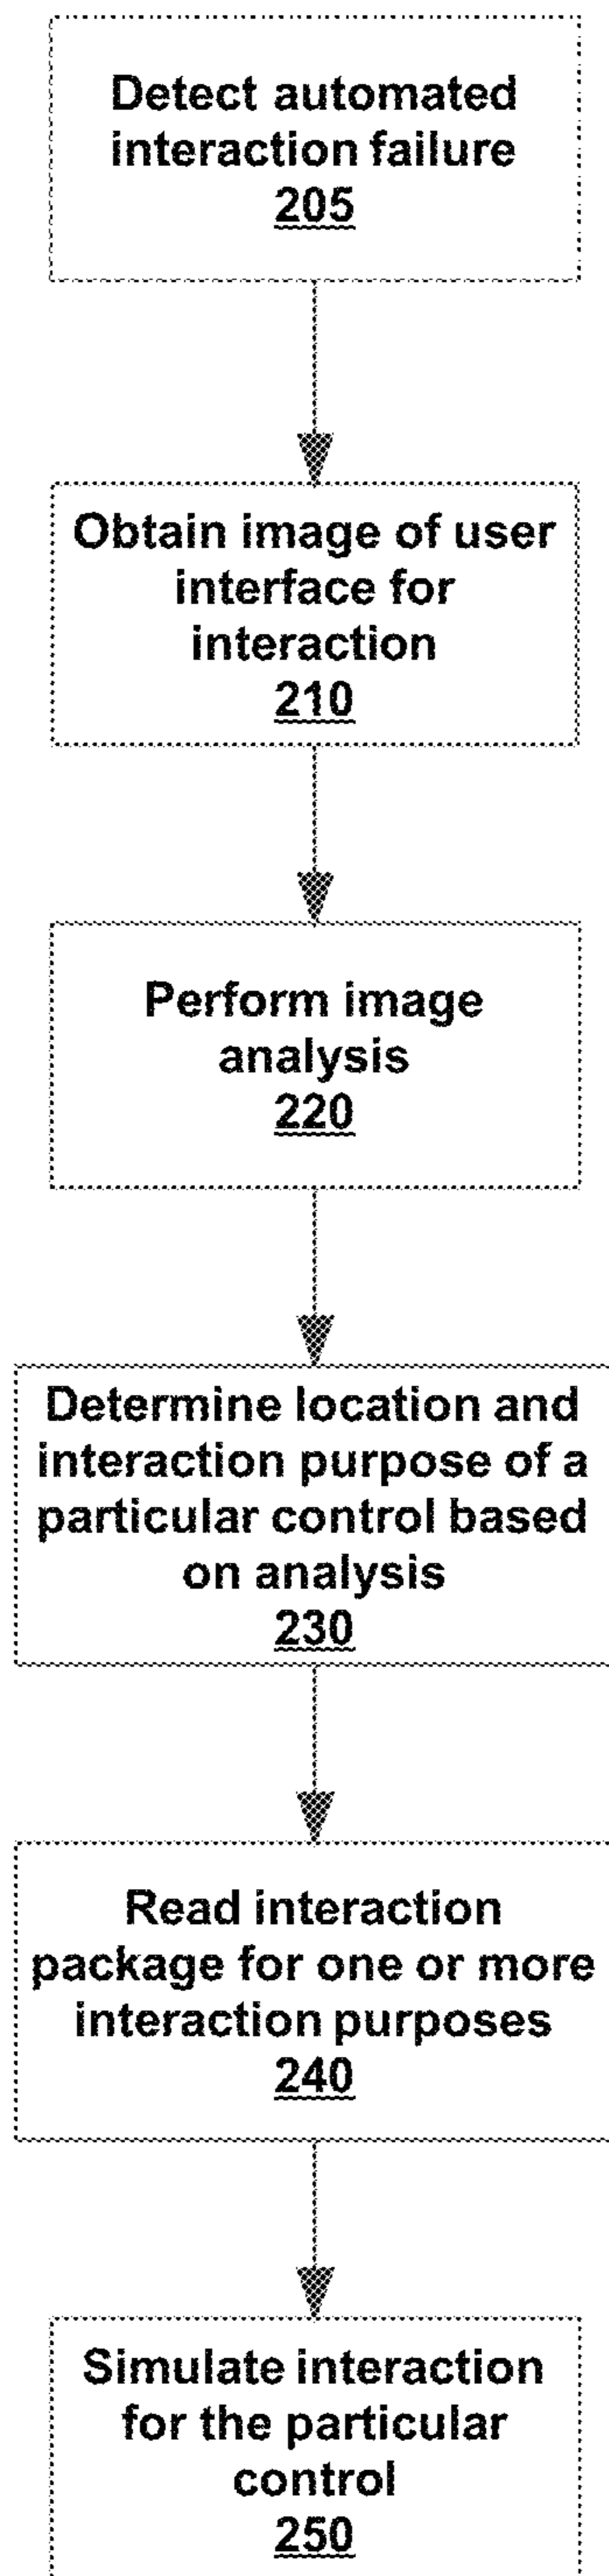 Detect automated
interaction failure
205
Obtain image of user
interface for
interaction
210
Perform image
analysis
220
Determine location and
interaction purpose of a
particular control based
on analysis
230
Read interaction
package for one or more
interaction purposes
240
Simulate interaction
for the particular
control
250